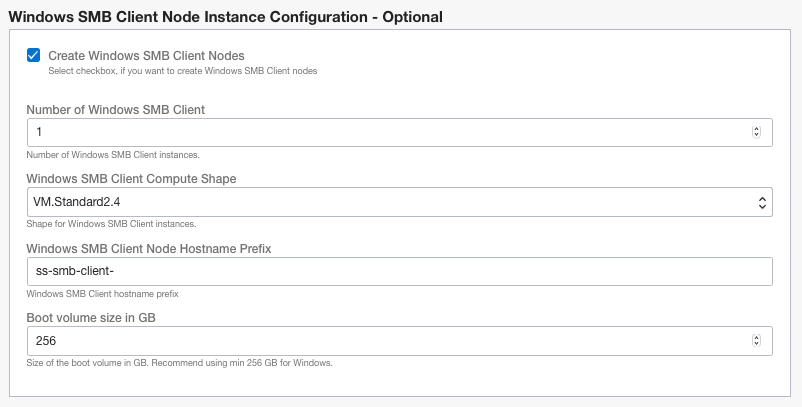 Windows SMB Client Node Instance Configuration - Optional
Create Windows SMB Client Nodes
Select checkbox, if you want to create Windows SMB Client nodes
Number of Windows SMB Client
1
Number of Windows SMB Client instances.
Windows SMB Client Compute Shape
VM.Standard2.4
Shape for Windows SMB Client instances.
Windows SMB Client Node Hostname Prefix
ss-smb-client-
Windows SMB Client hostname prefix
Boot volume size in GB
256
Size of the boot volume in GB. Recommend using min 256 GB for Windows.